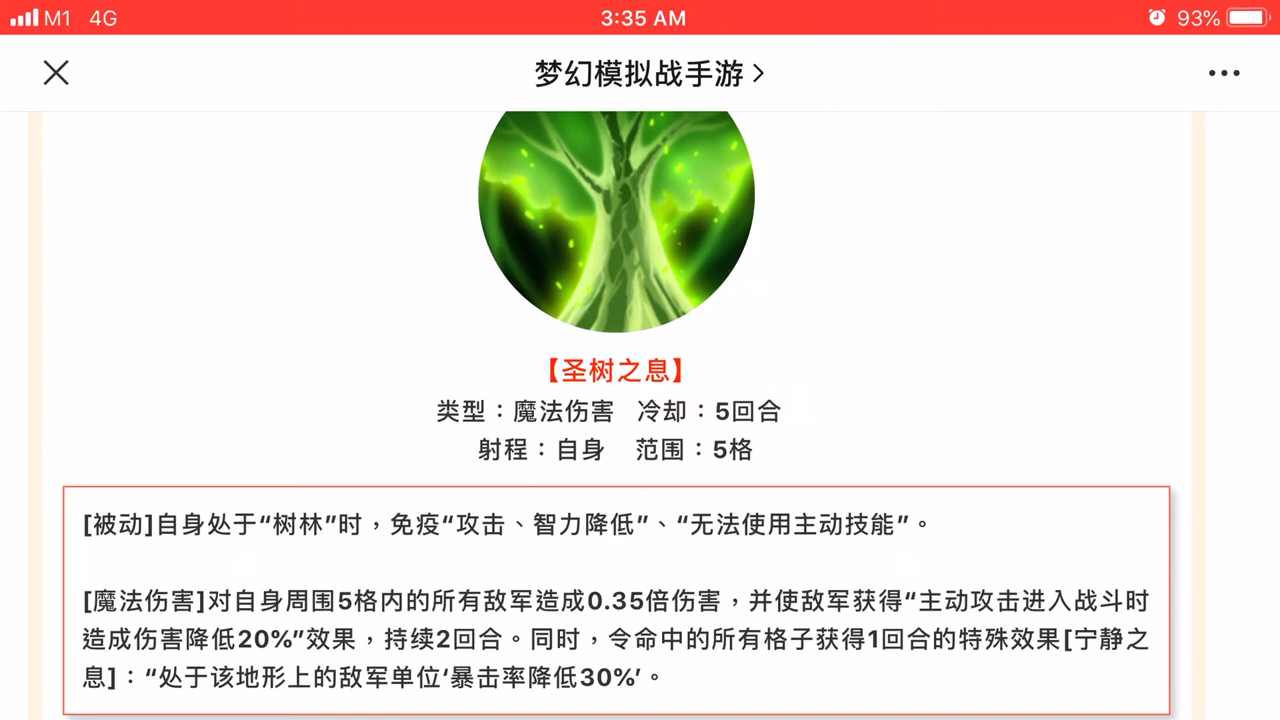 M1 4G 3:35 AM 93%
梦幻模拟战手游
【圣树之息】
类型：魔法伤害 冷却：5回合
射程：自身 范围：5格
[被动]自身处于“树林”时，免疫“攻击、智力降低”、“无法使用主动技能”。
[魔法伤害]对自身周围5格内的所有敌军造成0.35倍伤害，并使敌军获得“主动攻击进入战斗时
造成伤害降低20%”效果，持续2回合。同时，令命中的所有格子获得1回合的特殊效果[宁静之
息]：“处于该地形上的敌军单位‘暴击率降低30%’。